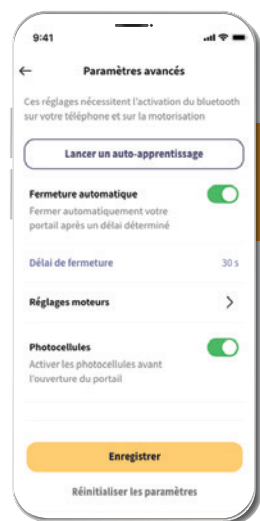 9:41
Paramètres avancés
Ces réglages nécessitent l'activation du bluetooth
sur votre téléphone et sur la motorisation
Lancer un auto-apprentissage
Fermeture automatique
Fermer automatiquement votre
portail après un délai déterminé
Délai de fermeture 30 s
Réglages moteurs
Photocellules
Activer les photocellules avant
l'ouverture du portail
Enregistrer
Réinitialiser les paramètres